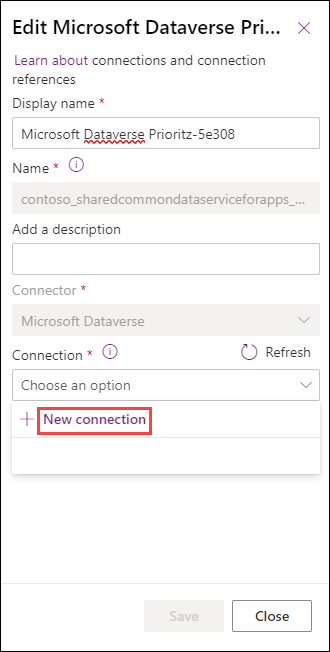 Edit Microsoft Dataverse Pri...
Learn about connections and connection
references
Display name *
Microsoft Dataverse Prioritz-5e308
Name *
contoso_sharedcommondataserviceforapps_...
Add a description
Connector *
Microsoft Dataverse
Connection *
Refresh
Choose an option
New connection
Save
Close